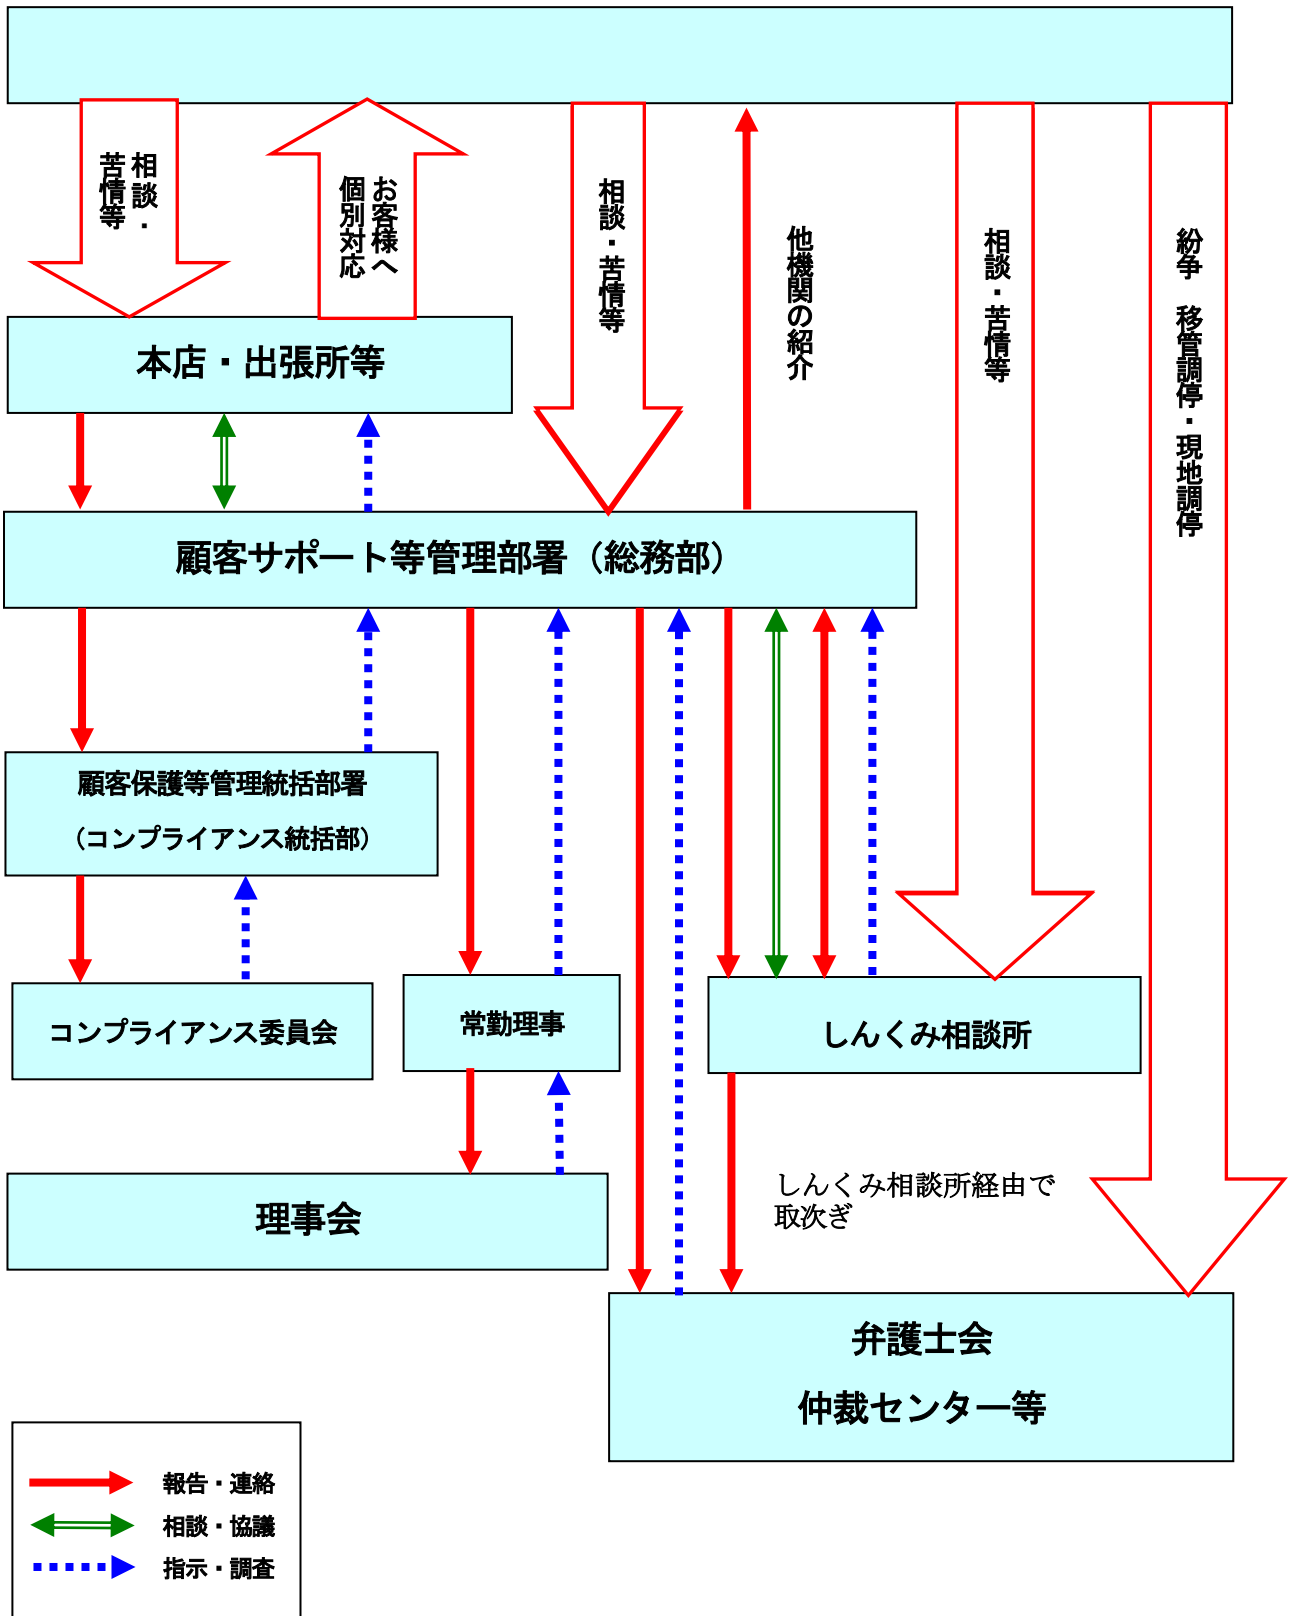 相談・
苦情等
お客様へ
個別対応
相談・苦情等
他機関の紹介
相談・苦情等
紛争　移管調停・現地調停
本店・出張所等
顧客サポート等管理部署（総務部）
顧客保護等管理統括部署
（コンプライアンス統括部）
コンプライアンス委員会
常勤理事
しんくみ相談所
しんくみ相談所経由で
取次ぎ
理事会
弁護士会
仲裁センター等
報告・連絡
相談・協議
指示・調査